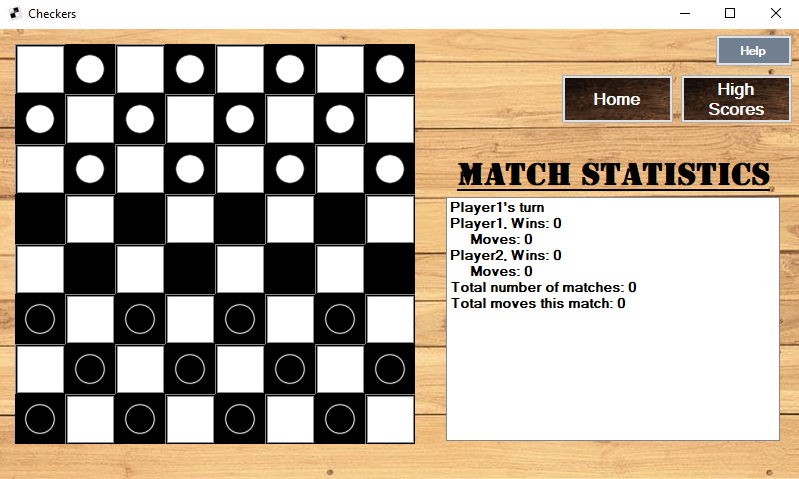 Checkers
Help
Home
High
Scores
MATCH STATISTICS
Player1's turn
Player1, Wins: 0
Moves: 0
Player2, Wins: 0
Moves: 0
Total number of matches: 0
Total moves this match: 0